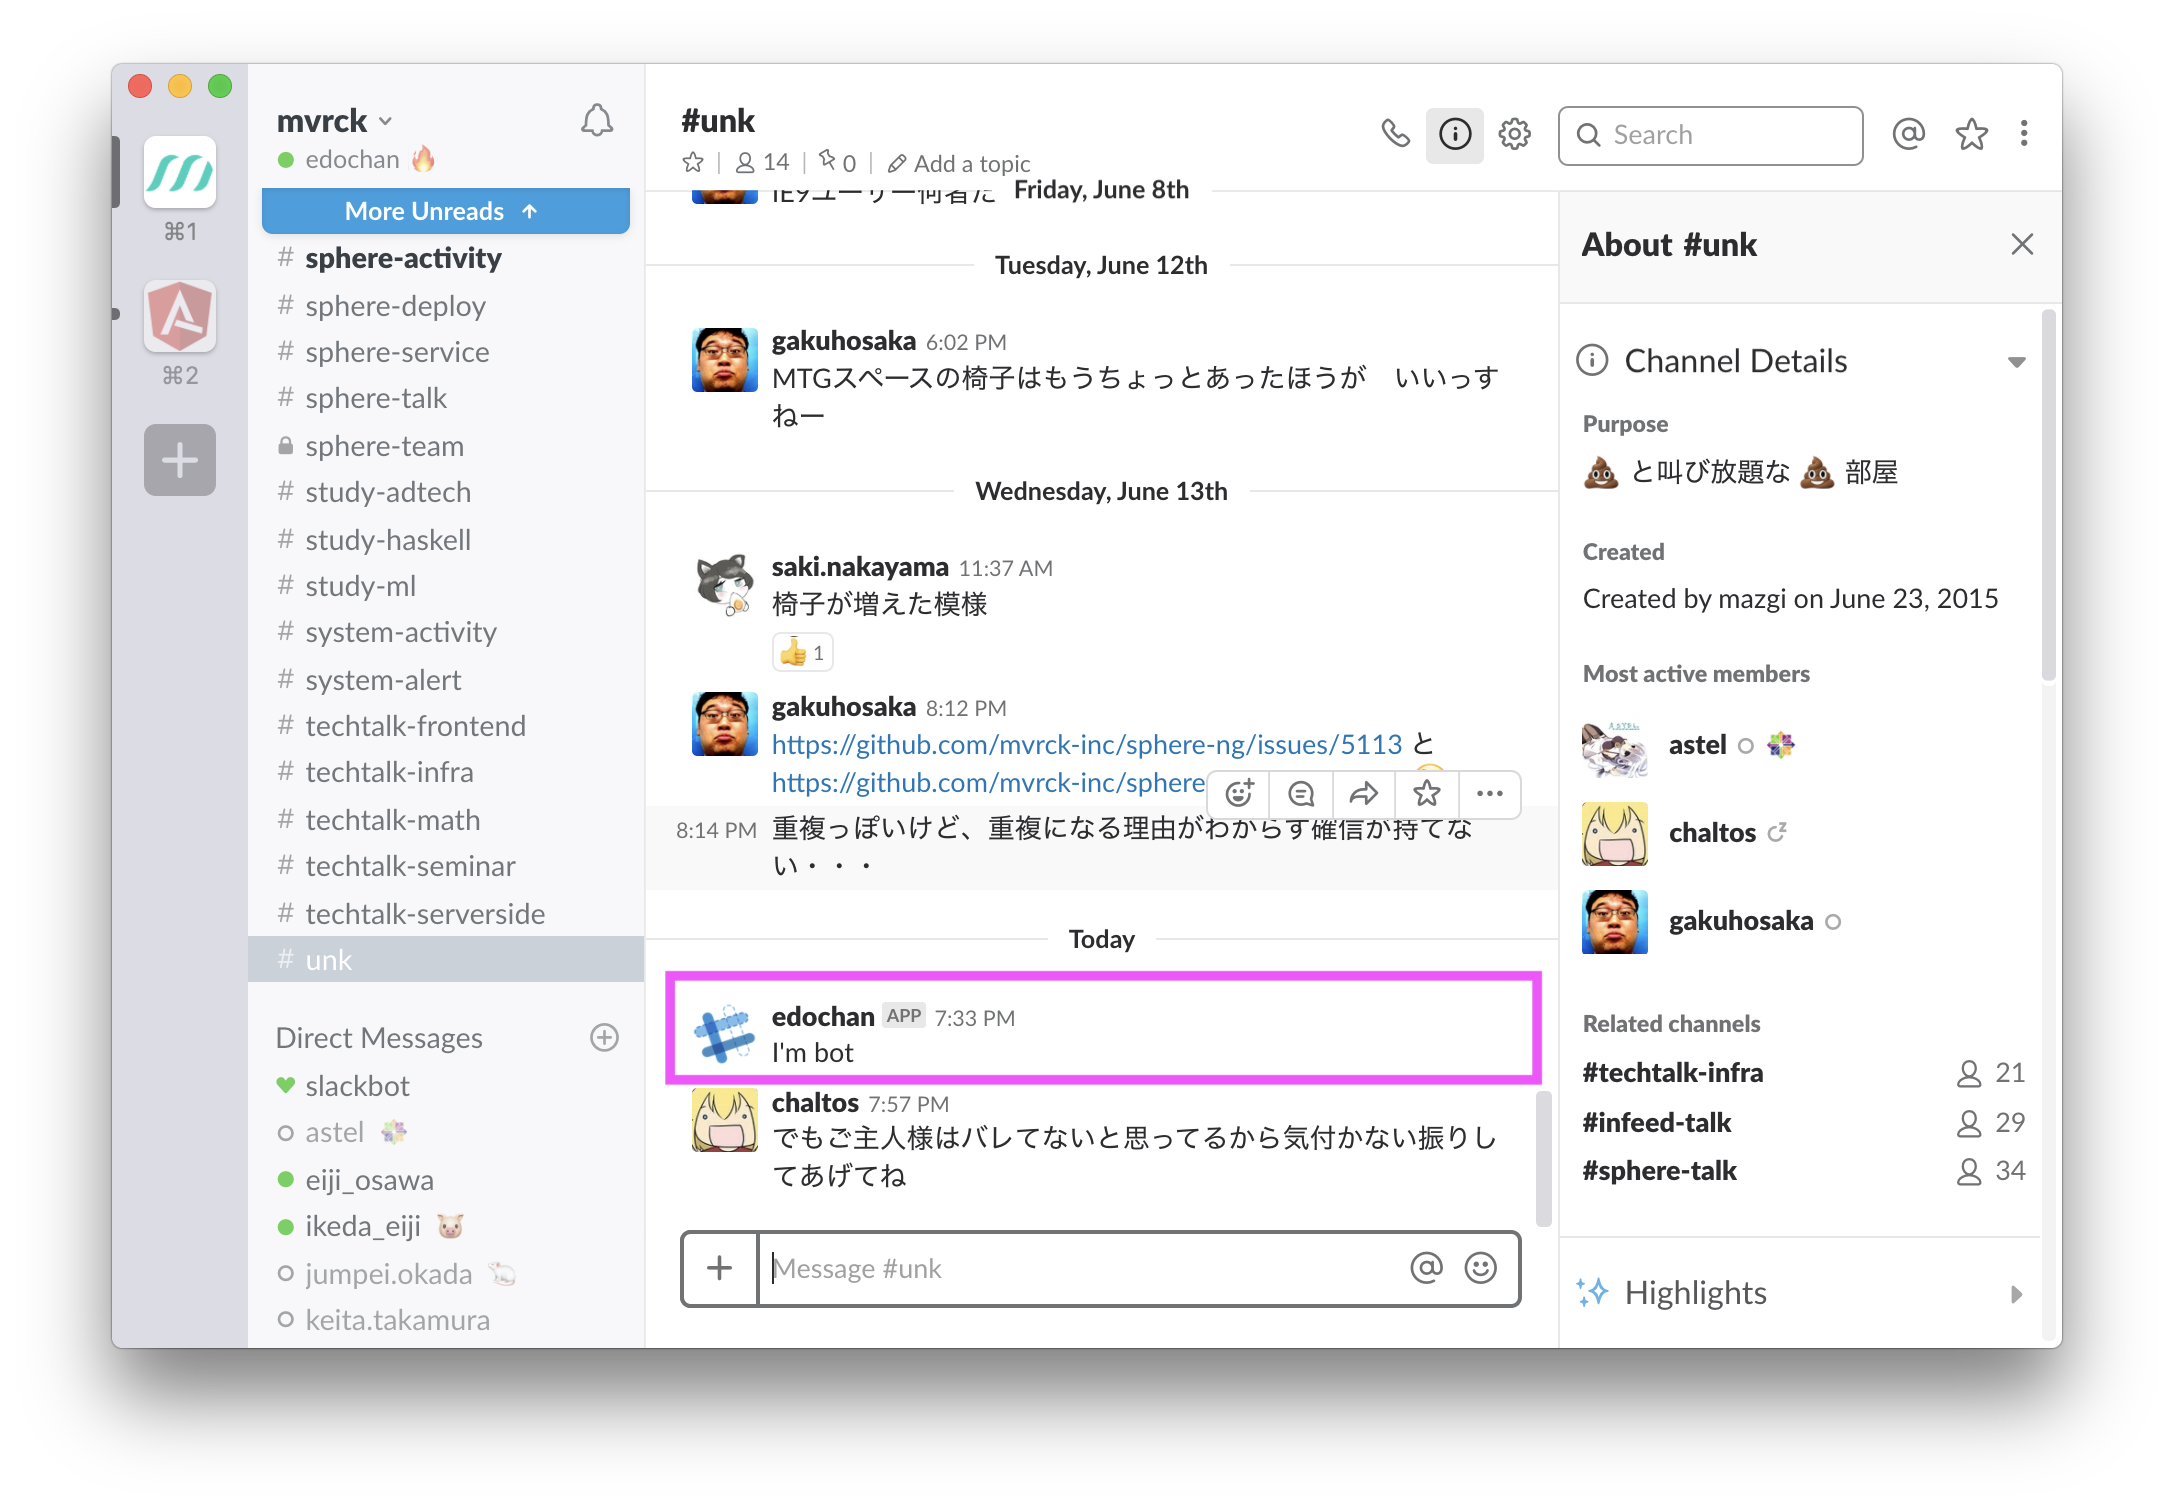 mvrck
edochan
More Unreads ↑
⌘1
⌘2
# sphere-activity
# sphere-deploy
# sphere-service
# sphere-talk
sphere-team
# study-adtech
# study-haskell
# study-ml
# system-activity
# system-alert
# techtalk-frontend
# techtalk-infra
# techtalk-math
# techtalk-seminar
# techtalk-serverside
# unk
Direct Messages
slackbot
astel
eiji_osawa
ikeda_eiji
jumpei.okada
keita.takamura
#unk
14 | 0 | Add a topic
Search
IE9ユーザー何者だ
Friday, June 8th
Tuesday, June 12th
gakuhosaka 6:02 PM
MTGスペースの椅子はもうちょっとあったほうが　いいっす
ねー
Wednesday, June 13th
saki.nakayama 11:37 AM
椅子が増えた模様
👍 1
gakuhosaka 8:12 PM
https://github.com/mvrck-inc/sphere-ng/issues/5113 と
https://github.com/mvrck-inc/sphere
8:14 PM 重複っぽいけど、重複になる理由がわからず確信が持てな
い・・・
Today
edochan APP 7:33 PM
I'm bot
chaltos 7:57 PM
でもご主人様はバレてないと思ってるから気付かない振りし
てあげてね
Message #unk
About #unk
Channel Details
Purpose
💩 と叫び放題な 💩 部屋
Created
Created by mazgi on June 23, 2015
Most active members
astel
chaltos
gakuhosaka
Related channels
#techtalk-infra 21
#infeed-talk 29
#sphere-talk 34
Highlights